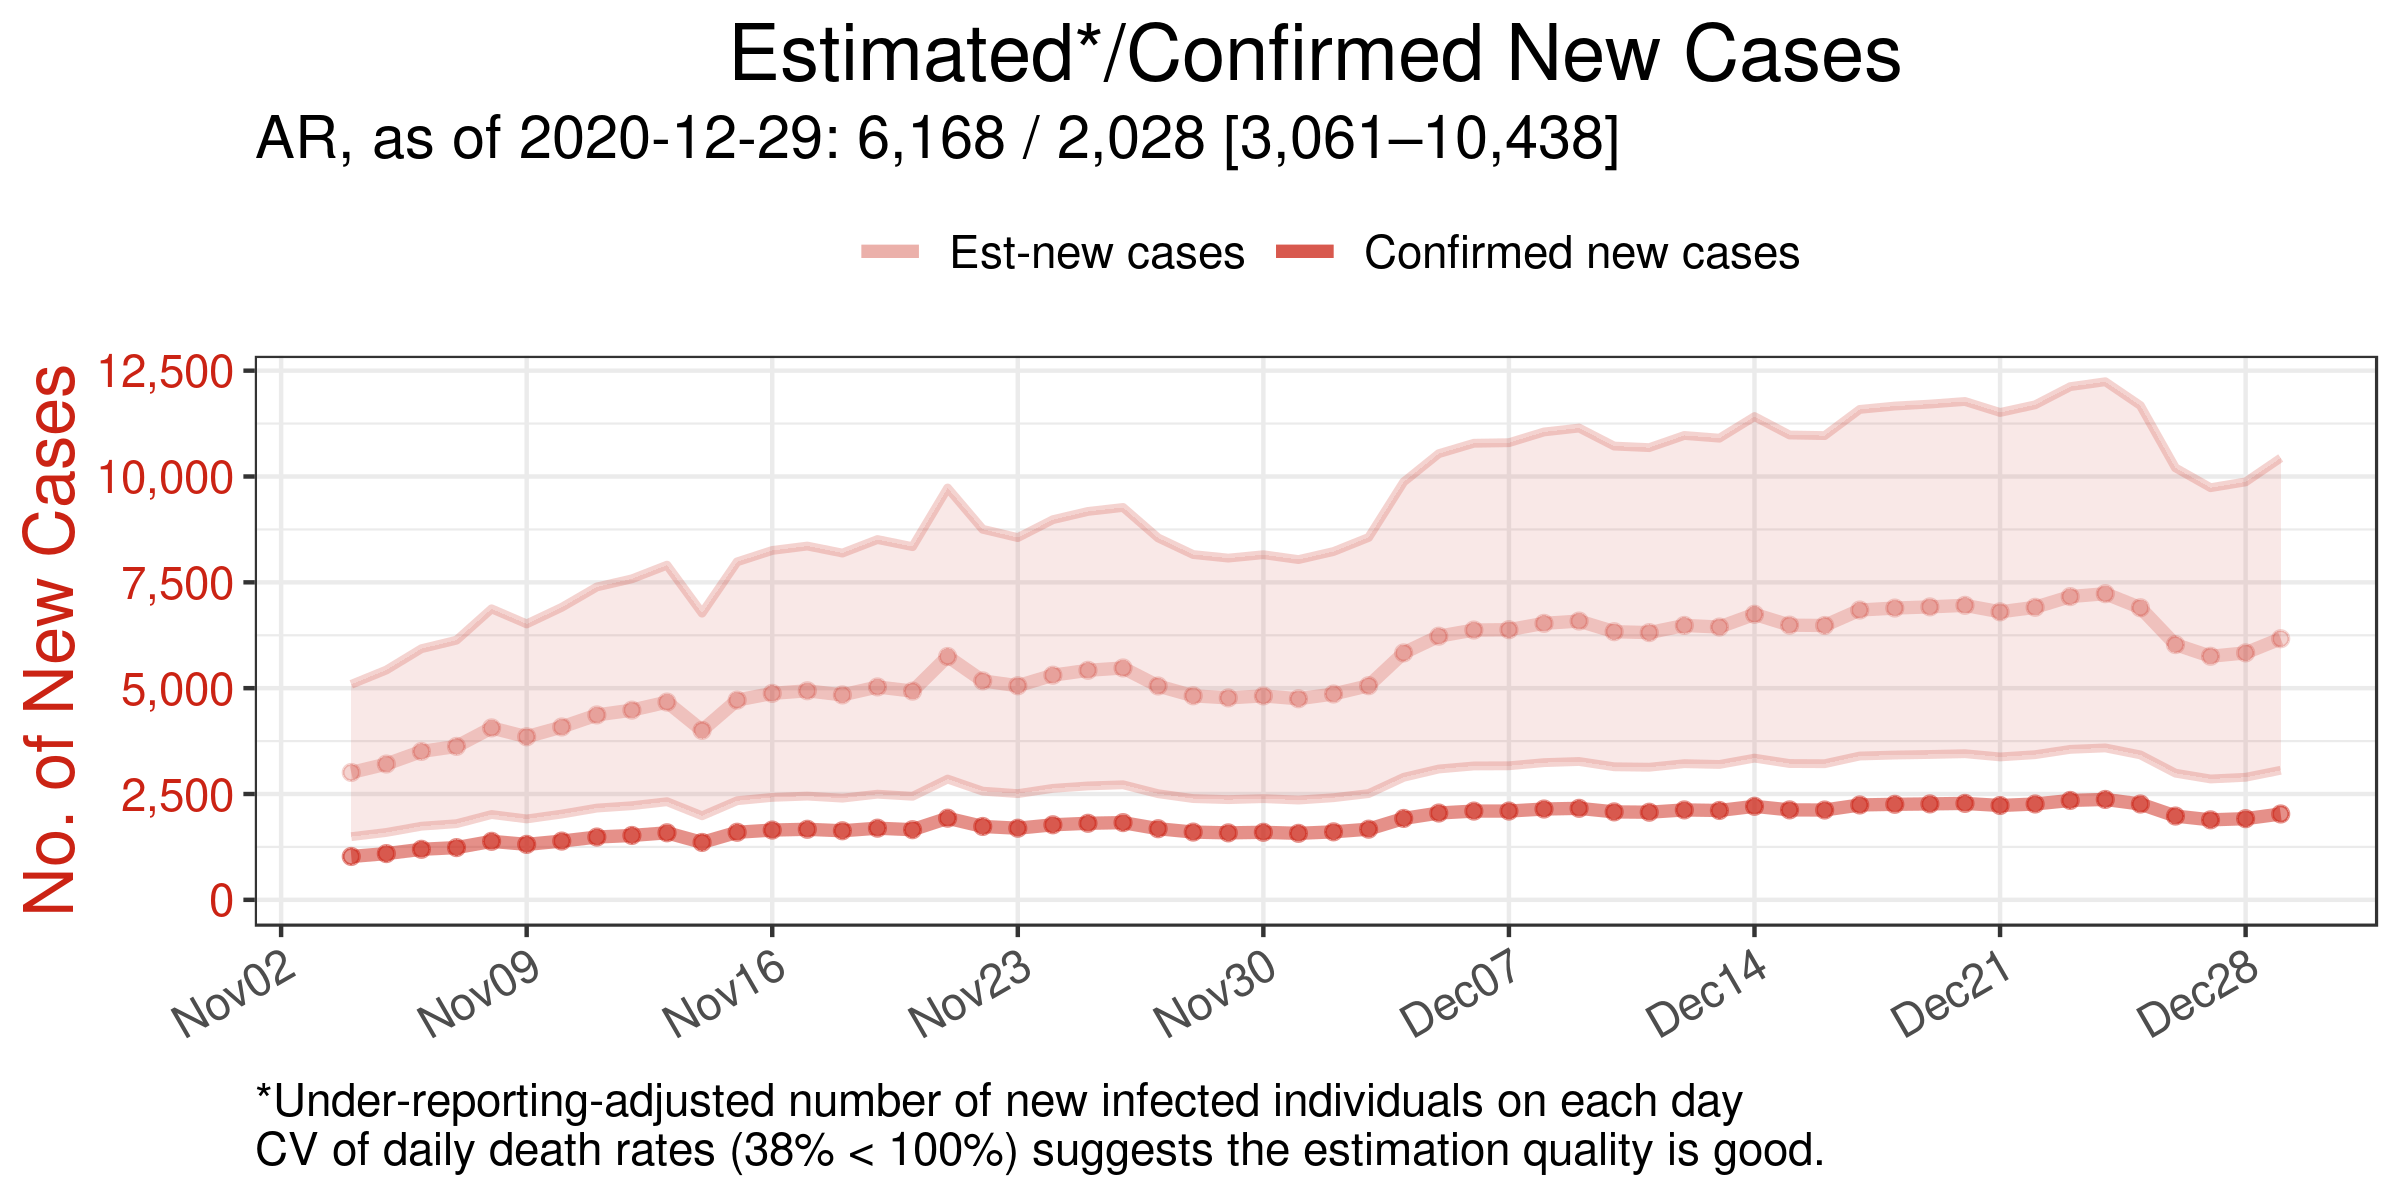 Estimated*/Confirmed New Cases
AR, as of 2020-12-29: 6,168 / 2,028 [3,061–10,438]
Est-new cases
Confirmed new cases
No. of New Cases
12,500
10,000
7,500
5,000
2,500
0
Nov02
Nov09
Nov16
Nov23
Nov30
Dec07
Dec14
Dec21
Dec28
*Under-reporting-adjusted number of new infected individuals on each day
CV of daily death rates (38% < 100%) suggests the estimation quality is good.